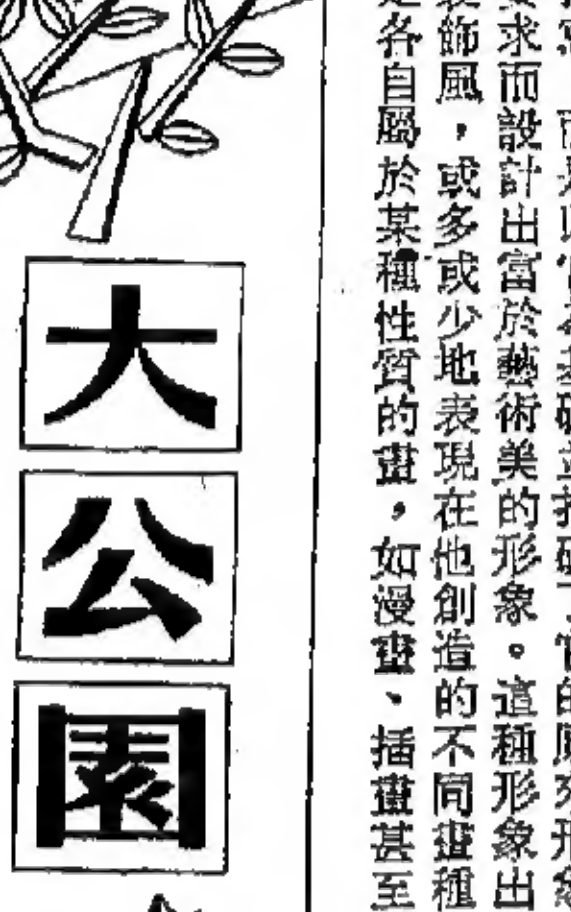 求而設計出富於藝術美的形象。這種形象出
飾風，或多或少地表現在他創造的不同畫種
各自屬於某種性質的畫，如漫畫、插畫甚至
大公園